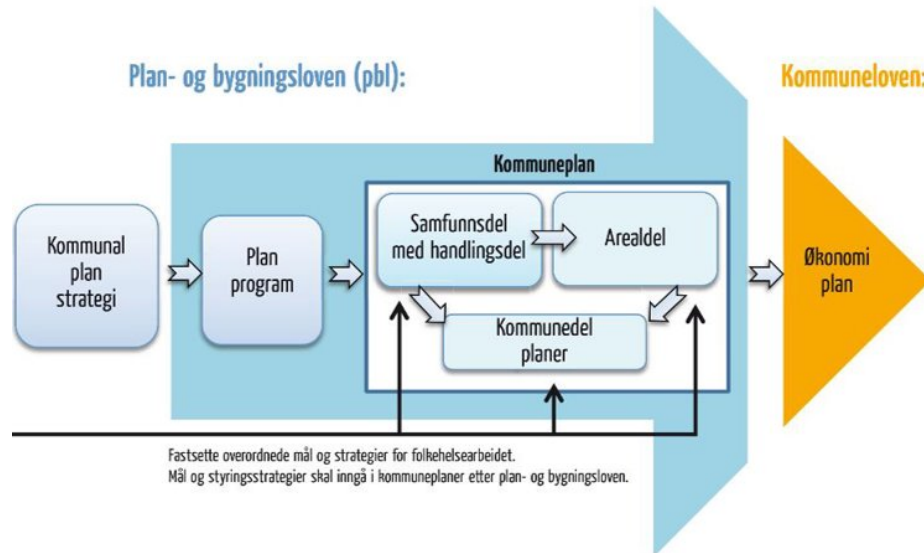 Plan- og bygningsloven (pbl):
Kommuneloven:
Kommuneplan
Kommunal
plan
strategi
Plan
program
Samfunnsdel
med handlingsdel
Arealdel
Kommunedel
planer
Økonomi
plan
Fastsette overordnede mål og strategier for folkehelsearbeidet.
Mål og styringsstrategier skal inngå i kommuneplaner etter plan- og bygningsloven.